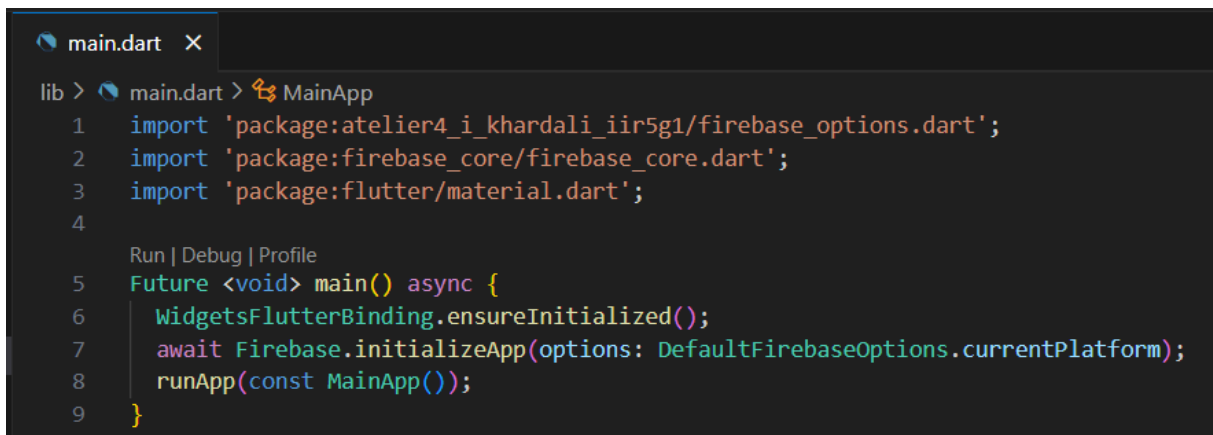 main.dart ×
lib > main.dart > MainApp
1 import 'package:atelier4_i_khardali_iir5g1/firebase_options.dart';
2 import 'package:firebase_core/firebase_core.dart';
3 import 'package:flutter/material.dart';
4
Run | Debug | Profile
5 Future <void> main() async {
6 WidgetsFlutterBinding.ensureInitialized();
7 await Firebase.initializeApp(options: DefaultFirebaseOptions.currentPlatform);
8 runApp(const MainApp());
9 }